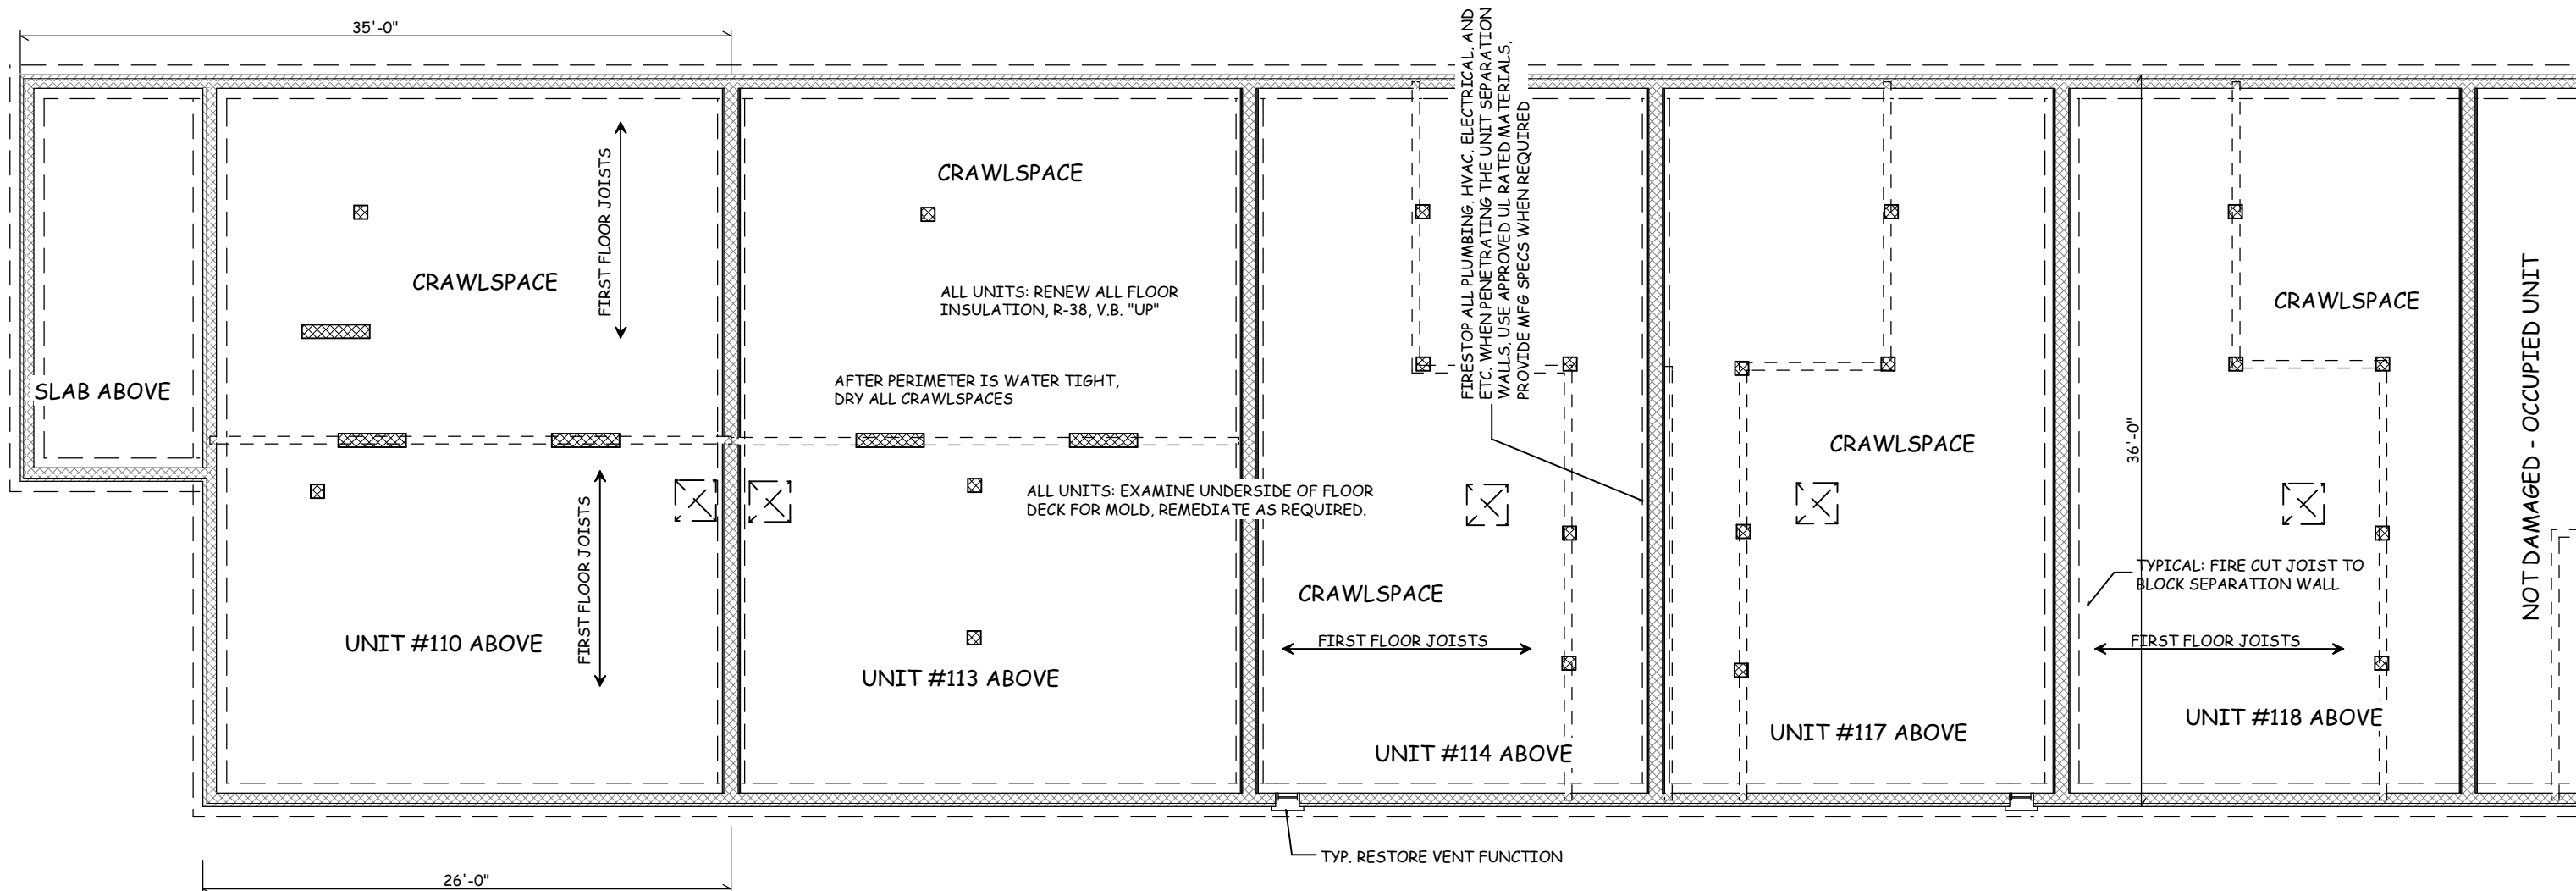 35'-0"
FIRESTOP ALL PLUMBING, HVAC, ELECTRICAL, AND
ETC. WHEN PENETRATING THE UNIT SEPARATION
WALLS, USE APPROVED UL RATED MATERIALS,
PROVIDE MFG SPECS WHEN REQUIRED
SLAB ABOVE
CRAWLSPACE
FIRST FLOOR JOISTS
FIRST FLOOR JOISTS
UNIT #110 ABOVE
26'-0"
CRAWLSPACE
ALL UNITS: RENEW ALL FLOOR
INSULATION, R-38, V.B. "UP"
AFTER PERIMETER IS WATER TIGHT,
DRY ALL CRAWLSPACES
ALL UNITS: EXAMINE UNDERSIDE OF FLOOR
DECK FOR MOLD, REMEDIATE AS REQUIRED.
UNIT #113 ABOVE
CRAWLSPACE
FIRST FLOOR JOISTS
UNIT #114 ABOVE
TYP. RESTORE VENT FUNCTION
CRAWLSPACE
UNIT #117 ABOVE
CRAWLSPACE
36'-0"
TYPICAL: FIRE CUT JOIST TO
BLOCK SEPARATION WALL
FIRST FLOOR JOISTS
UNIT #118 ABOVE
NOT DAMAGED - OCCUPIED UNIT